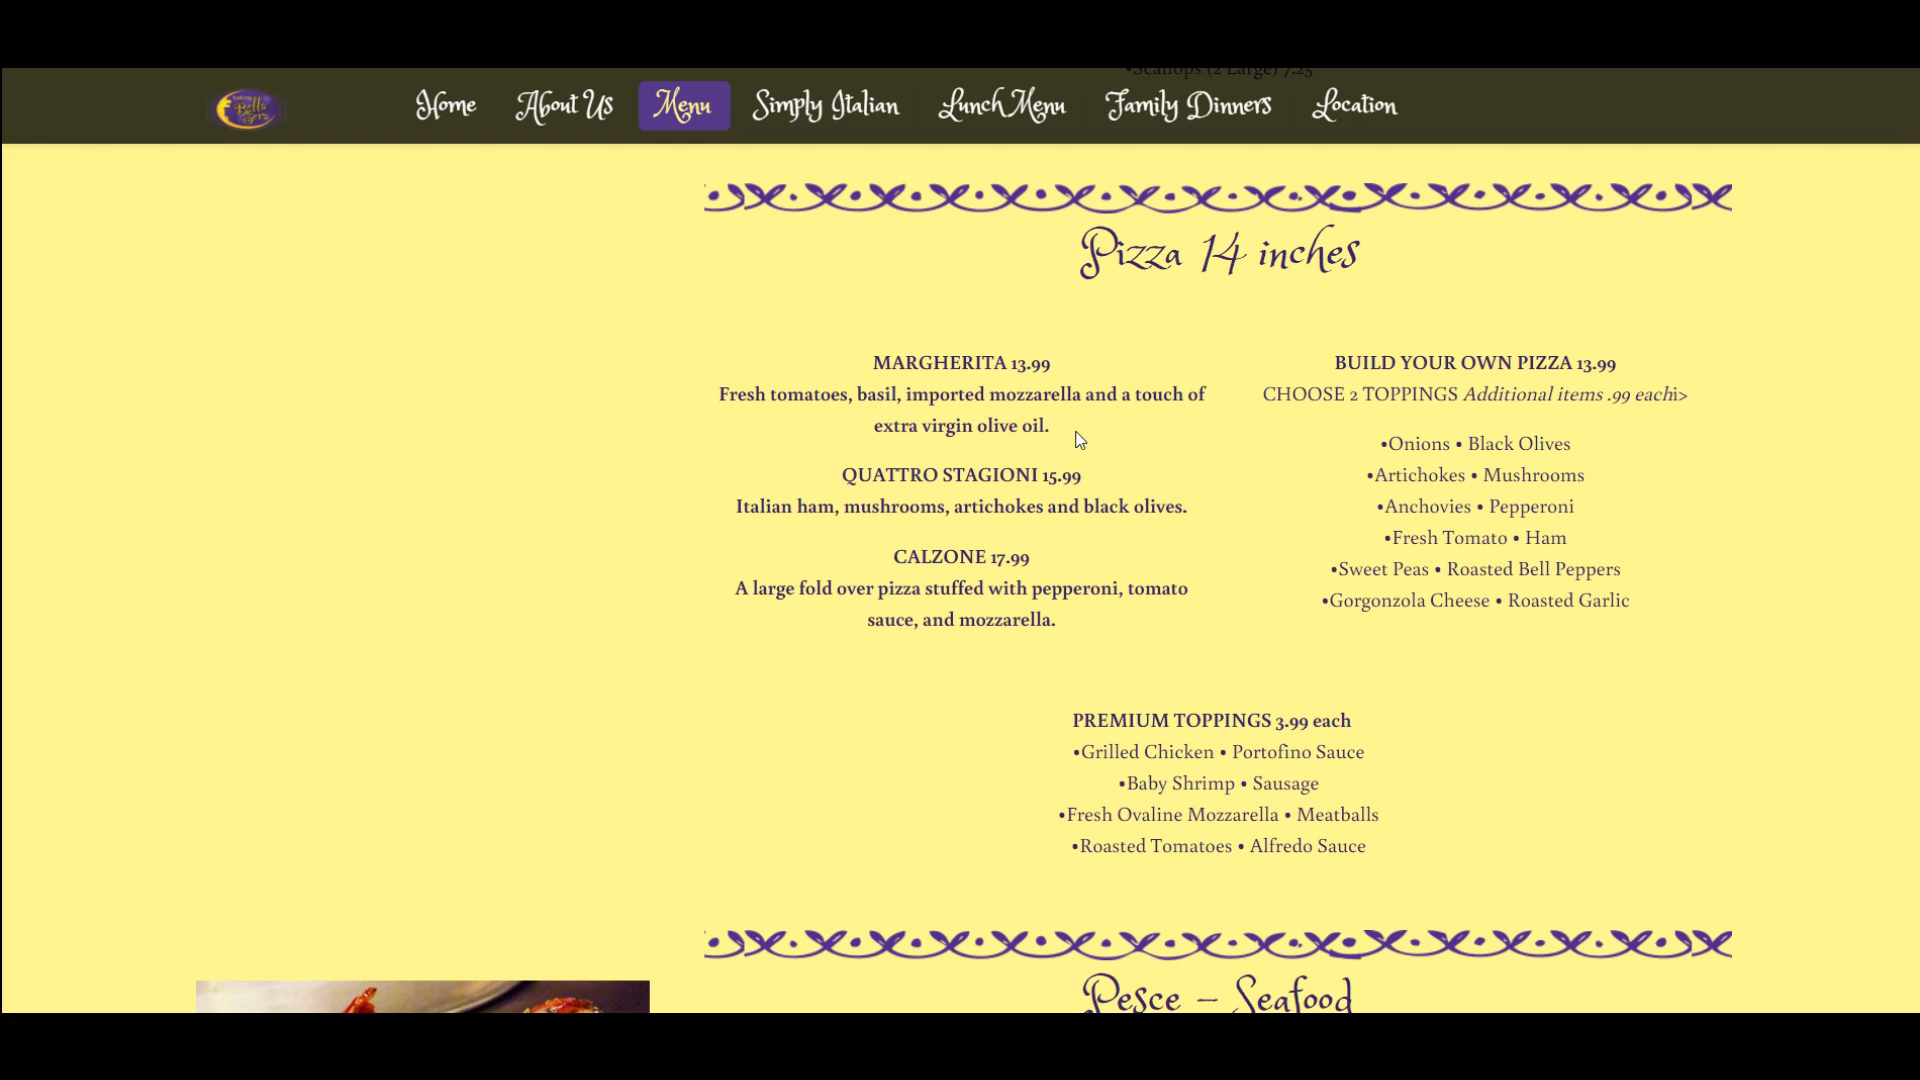 •Scallops (2 Large) 7.25
Home About Us Menu Simply Italian Lunch Menu Family Dinners Location
Pizza 14 inches
MARGHERITA 13.99
Fresh tomatoes, basil, imported mozzarella and a touch of
extra virgin olive oil.
QUATTRO STAGIONI 15.99
Italian ham, mushrooms, artichokes and black olives.
CALZONE 17.99
A large fold over pizza stuffed with pepperoni, tomato
sauce, and mozzarella.
BUILD YOUR OWN PIZZA 13.99
CHOOSE 2 TOPPINGS Additional items .99 eachi>
•Onions • Black Olives
•Artichokes • Mushrooms
•Anchovies • Pepperoni
•Fresh Tomato • Ham
•Sweet Peas • Roasted Bell Peppers
•Gorgonzola Cheese • Roasted Garlic
PREMIUM TOPPINGS 3.99 each
•Grilled Chicken • Portofino Sauce
•Baby Shrimp • Sausage
•Fresh Ovaline Mozzarella • Meatballs
•Roasted Tomatoes • Alfredo Sauce
Pesce – Seafood